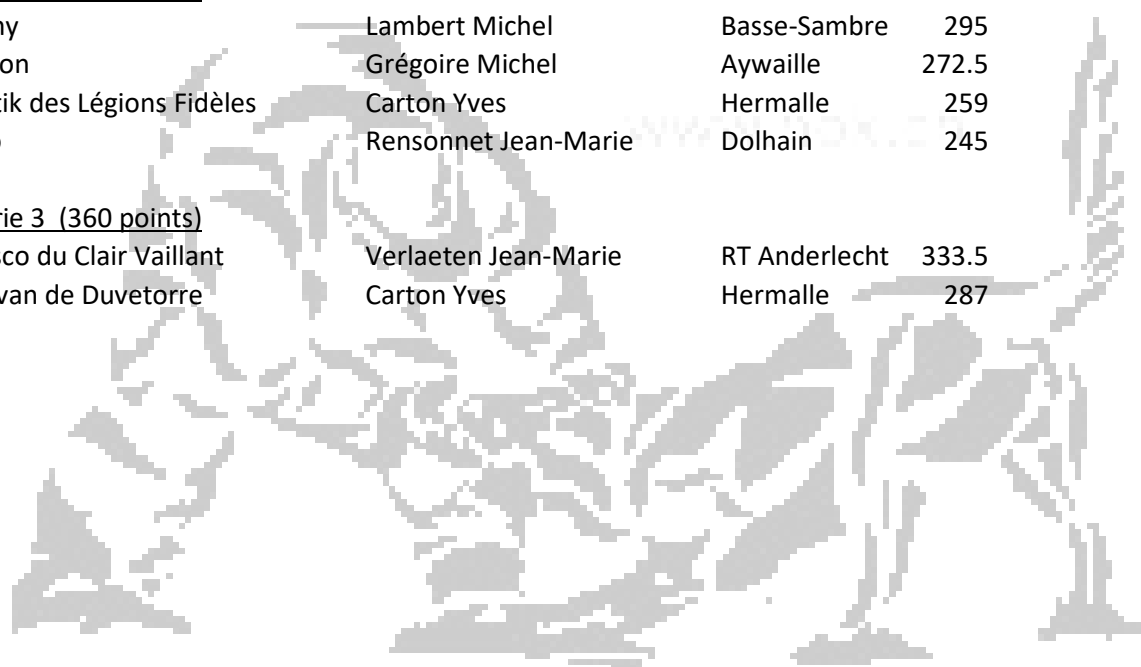 ny Lambert Michel Basse-Sambre 295
on Grégoire Michel Aywaille 272.5
tik des Légions Fidèles Carton Yves Hermalle 259
Rensonnet Jean-Marie Dolhain 245
rie 3 (360 points)
sco du Clair Vaillant Verlaeten Jean-Marie RT Anderlecht 333.5
van de Duvetorre Carton Yves Hermalle 287